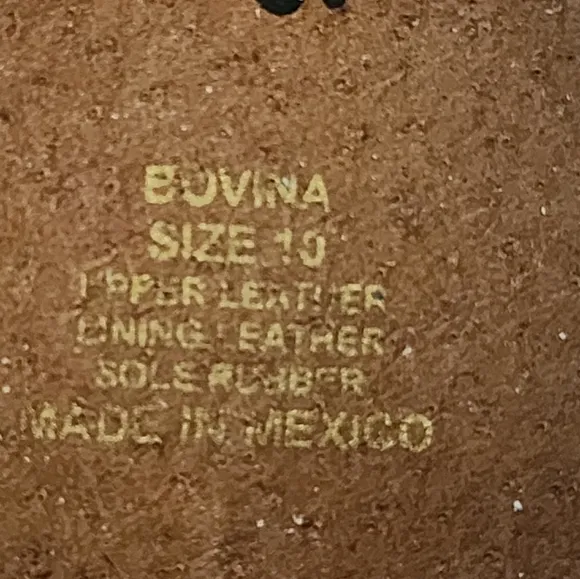 BOVINA
SIZE 10
UPPER LEATHER
LINING LEATHER
SOLE RUBBER
MADE IN MEXICO